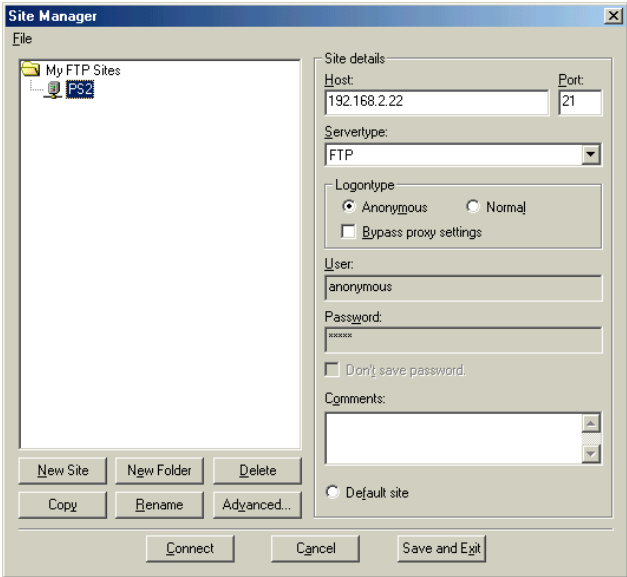 Site Manager
File
My FTP Sites
PS2
Site details
Host:
Port:
192.168.2.22
21
Servertype:
FTP
Logontype
Anonymous
Normal
Bypass proxy settings
User:
anonymous
Password:
*****
Don't save password.
Comments:
Default site
New Site
New Folder
Delete
Copy
Rename
Advanced...
Connect
Cancel
Save and Exit